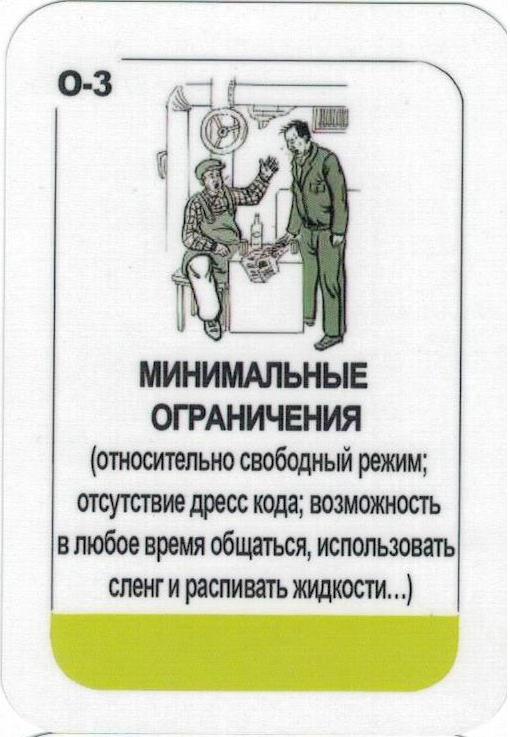 О-3
МИНИМАЛЬНЫЕ
ОГРАНИЧЕНИЯ
(относительно свободный режим;
отсутствие дресс кода; возможность
в любое время общаться, использовать
сленг и распивать жидкости...)